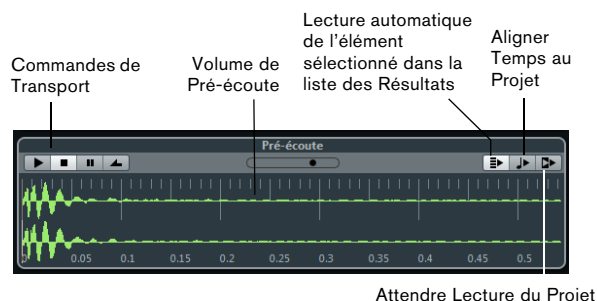 Commandes de
Transport
Volume de
Pré-écoute
Lecture automatique
de l'élément
sélectionné dans la
liste des Résultats
Aligner
Temps au
Projet
Pré-écoute
0.05 0.1 0.15 0.2 0.25 0.3 0.35 0.4 0.45 0.5
Attendre Lecture du Projet